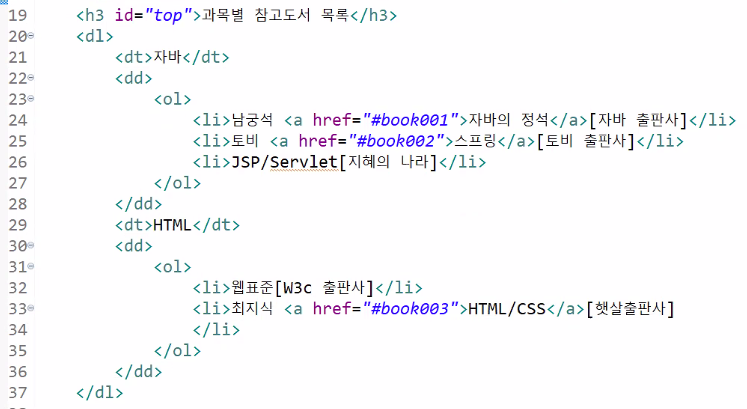 19 <h3 id="top">과목별 참고도서 목록</h3>
20 <dl>
21 <dt>자바</dt>
22 <dd>
23 <ol>
24 <li>남궁석 <a href="#book001">자바의 정석</a>[자바 출판사]</li>
25 <li>토비 <a href="#book002">스프링</a>[토비 출판사]</li>
26 <li>JSP/Servlet[지혜의 나라]</li>
27 </ol>
28 </dd>
29 <dt>HTML</dt>
30 <dd>
31 <ol>
32 <li>웹표준[W3c 출판사]</li>
33 <li>최지식 <a href="#book003">HTML/CSS</a>[햇살출판사]
34 </li>
35 </ol>
36 </dd>
37 </dl>